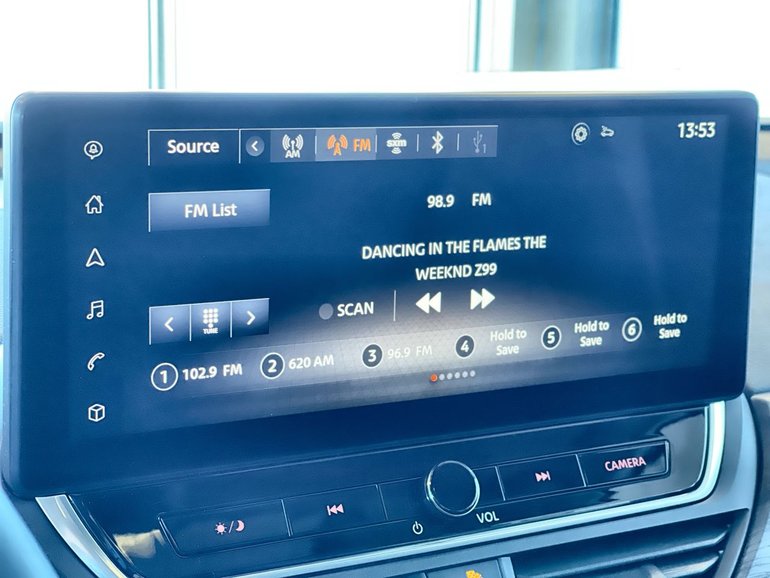 Source
AM
FM
sxm
1
13:53
FM List
98.9 FM
DANCING IN THE FLAMES THE
WEEKND Z99
TUNE
SCAN
1 102.9 FM
2 620 AM
3 96.9 FM
4 Hold to
Save
5 Hold to
Save
6 Hold to
Save
CAMERA
VOL